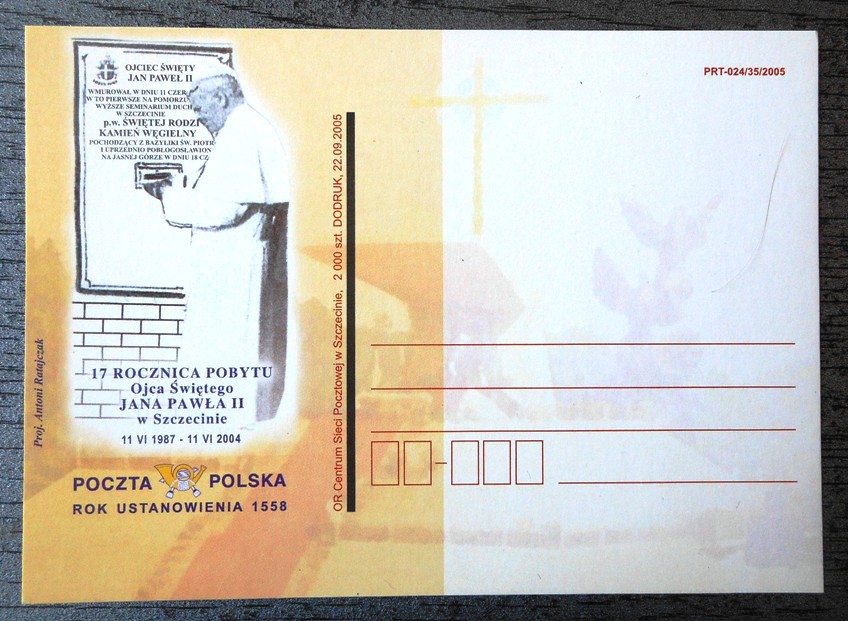 OJCIEC ŚWIĘTY
JAN PAWEŁ II
WMUROWAŁ W DNIU 11 CZER
W TO PIERWSZE NA POMORZU
WYŻSZE SEMINARIUM DUCH
W SZCZECINIE
p.w. ŚWIĘTEJ RODZI
KAMIEŃ WĘGIELNY
POCHODZĄCY Z BAZYLIKI ŚW. PIOTR
I UPRZEDNIO POBŁOGOSŁAWION
NA JASNEJ GÓRZE W DNIU 18 CZ
17 ROCZNICA POBYTU
Ojca Świętego
JANA PAWŁA II
w Szczecinie
11 VI 1987 - 11 VI 2004
POCZTA POLSKA
ROK USTANOWIENIA 1558
Proj. Antoni Ratajczak
OR Centrum Sieci Pocztowej w Szczecinie, 2 000 szt. DODRUK, 22.09.2005
PRT-024/35/2005